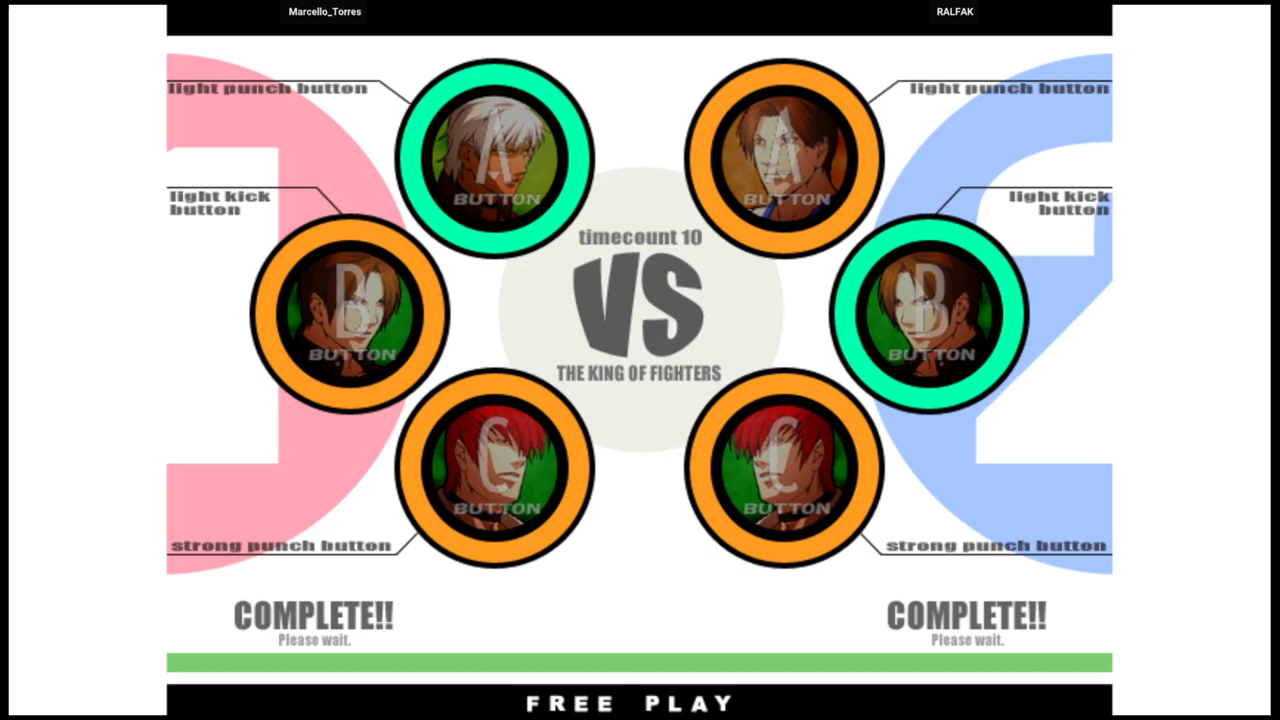 Marcello_Torres
RALFAK
light punch button
light punch button
A
BUTTON
A
BUTTON
light kick
button
light kick
button
timecount 10
VS
THE KING OF FIGHTERS
B
BUTTON
B
BUTTON
C
BUTTON
C
BUTTON
strong punch button
strong punch button
COMPLETE!!
Please wait.
COMPLETE!!
Please wait.
FREE PLAY
1
2